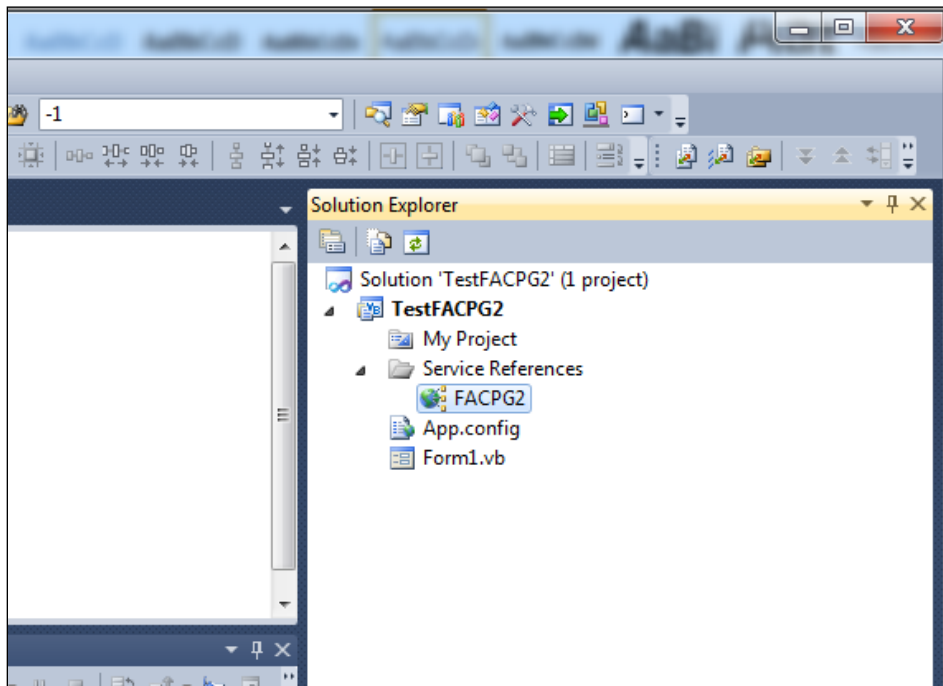 -1
Solution Explorer
Solution 'TestFACPG2' (1 project)
TestFACPG2
My Project
Service References
FACPG2
App.config
Form1.vb